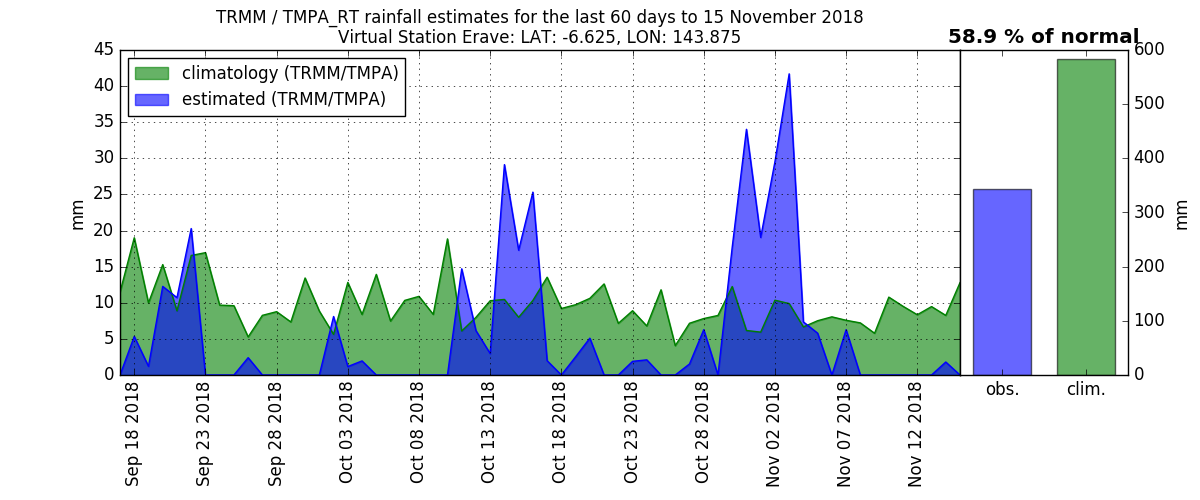 TRMM / TMPA_RT rainfall estimates for the last 60 days to 15 November 2018
Virtual Station Erave: LAT: -6.625, LON: 143.875
58.9 % of normal
climatology (TRMM/TMPA)
estimated (TRMM/TMPA)
45
40
35
30
25
20
15
10
5
0
mm
Sep 18 2018
Sep 23 2018
Sep 28 2018
Oct 03 2018
Oct 08 2018
Oct 13 2018
Oct 18 2018
Oct 23 2018
Oct 28 2018
Nov 02 2018
Nov 07 2018
Nov 12 2018
obs.
clim.
600
500
400
300
200
100
0
mm